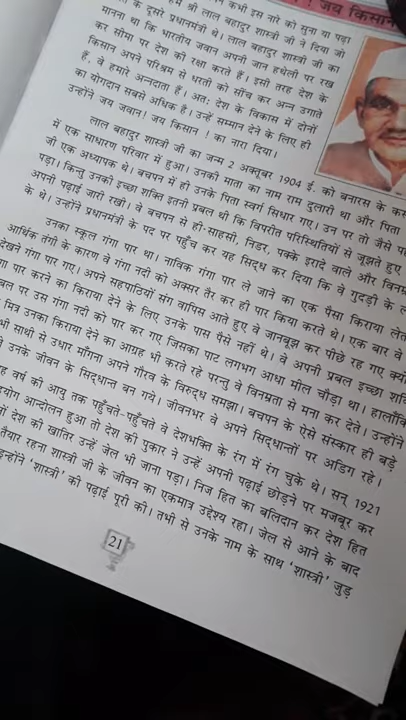 जय किसान
कभी इस नारे को सुना या पढ़ा
हमें श्री लाल बहादुर शास्त्री जी ने दिया जो
के दूसरे प्रधानमंत्री थे। लाल बहादुर शास्त्री जी का
मानना था कि भारतीय जवान अपनी जान हथेली पर रख
कर सीमा पर देश की रक्षा करते हैं। इसी तरह देश के
किसान अपने परिश्रम से धरती को सींच कर अन्न उगाते
हैं, वे हमारे अन्नदाता हैं। अतः देश के विकास में दोनों
का योगदान सबसे अधिक है। उन्हें सम्मान देने के लिए ही
उन्होंने जय जवान! जय किसान ! का नारा दिया।
लाल बहादुर शास्त्री जी का जन्म 2 अक्तूबर 1904 ई. को बनारस के
में एक साधारण परिवार में हुआ। उनकी माता का नाम राम दुलारी था और पिता
जी एक अध्यापक थे। बचपन में ही उनके पिता स्वर्ग सिधार गए। उन पर तो जैसे
पड़ा। किन्तु उनकी इच्छा शक्ति इतनी प्रबल थी कि विपरीत परिस्थितियों से जूझते हुए
अपनी पढ़ाई जारी रखी। वे बचपन से ही साहसी, निडर, पक्के इरादे वाले और
के थे। उन्होंने प्रधानमंत्री के पद पर पहुँच कर यह सिद्ध कर दिया कि वे गुदड़ी के
उनका स्कूल गंगा पार था। नाविक गंगा पार ले जाने का एक पैसा किराया
आर्थिक तंगी के कारण वे गंगा नदी को अक्सर तैर कर ही पार किया करते थे। एक बार वे
देखने गंगा पार गए। अपने सहपाठियों संग वापिस आते हुए वे जानबूझ कर पीछे रह गए
पार करने का किराया देने के लिए उनके पास पैसे नहीं थे। वे अपनी प्रबल इच्छा
बल पर उस गंगा नदी को पार कर गए जिसका पाट लगभग आधा मील चौड़ा था।
मित्र उनका किराया देने का आग्रह भी करते रहे परन्तु वे विनम्रता से मना कर देते। उन्होंने
भी साथी से उधार माँगना अपने गौरव के विरुद्ध समझा। बचपन के ऐसे संस्कार ही बड़े
उनके जीवन के सिद्धान्त बन गये। जीवनभर वे अपने सिद्धान्तों पर अडिग रहे।
वर्ष की आयु तक पहुँचते-पहुँचते वे देशभक्ति के रंग में रंग चुके थे। सन् 1921
आन्दोलन हुआ तो देश की पुकार ने उन्हें अपनी पढ़ाई छोड़ने पर मजबूर कर
देश की खातिर उन्हें जेल भी जाना पड़ा। निज हित का बलिदान कर देश हित
तैयार रहना शास्त्री जी के जीवन का एकमात्र उद्देश्य रहा। जेल से आने के बाद
उन्होंने 'शास्त्री' की पढ़ाई पूरी की। तभी से उनके नाम के साथ 'शास्त्री' जुड़
21